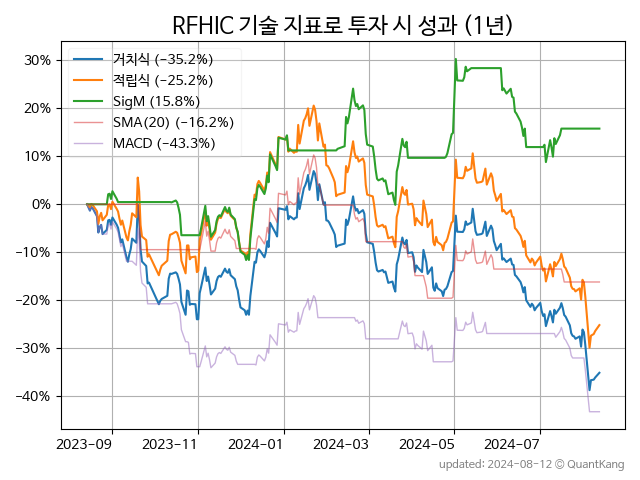 RFHIC 기술 지표로 투자 시 성과 (1년)
거치식 (−35.2%)
적립식 (−25.2%)
SigM (15.8%)
SMA(20) (−16.2%)
MACD (−43.3%)
30%
20%
10%
0%
−10%
−20%
−30%
−40%
2023-09 2023-11 2024-01 2024-03 2024-05 2024-07
updated: 2024-08-12 ⓒ QuantKang